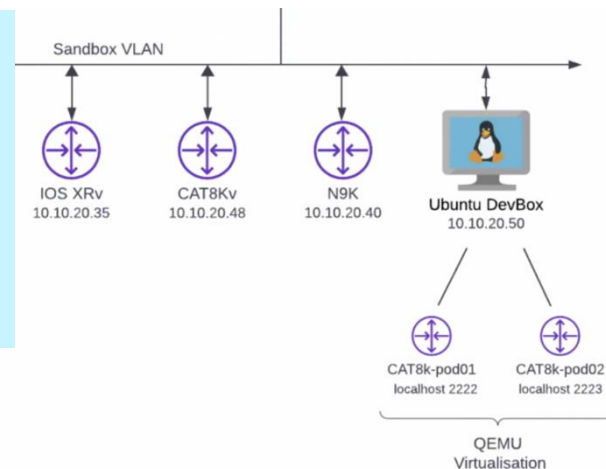 Sandbox VLAN
IOS XRv
10.10.20.35
CAT8Kv
10.10.20.48
N9K
10.10.20.40
Ubuntu DevBox
10.10.20.50
CAT8k-pod01
localhost 2222
CAT8k-pod02
localhost 2223
QEMU
Virtualisation